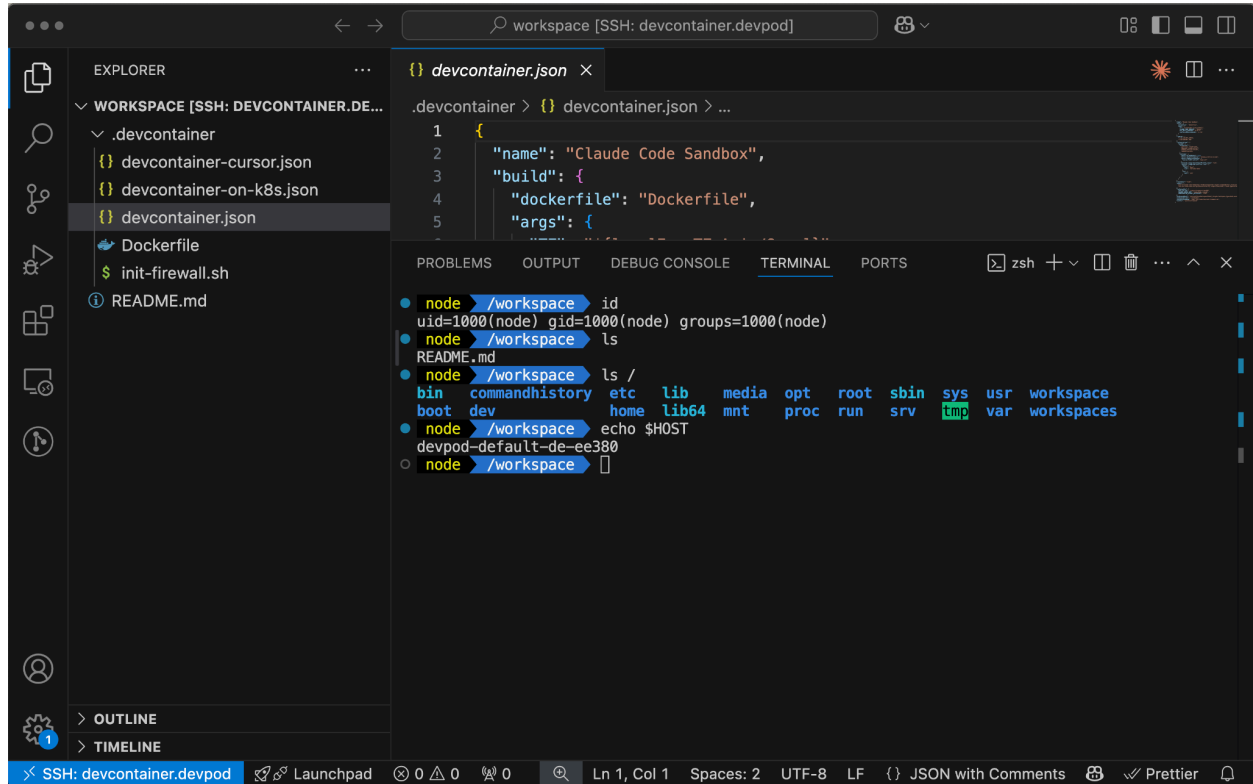 workspace [SSH: devcontainer.devpod]
EXPLORER
WORKSPACE [SSH: DEVCONTAINER.DE...
.devcontainer
{} devcontainer-cursor.json
{} devcontainer-on-k8s.json
{} devcontainer.json
Dockerfile
$ init-firewall.sh
README.md
OUTLINE
TIMELINE
{} devcontainer.json
.devcontainer > {} devcontainer.json > ...
1 {
2 "name": "Claude Code Sandbox",
3 "build": {
4 "dockerfile": "Dockerfile",
5 "args": {
PROBLEMS OUTPUT DEBUG CONSOLE TERMINAL PORTS zsh
node /workspace id
uid=1000(node) gid=1000(node) groups=1000(node)
node /workspace ls
README.md
node /workspace ls /
bin commandhistory etc lib media opt root sbin sys usr workspace
boot dev home lib64 mnt proc run srv tmp var workspaces
node /workspace echo $HOST
devpod-default-de-ee380
node /workspace
1
SSH: devcontainer.devpod Launchpad 0 0 0 Ln 1, Col 1 Spaces: 2 UTF-8 LF {} JSON with Comments Prettier